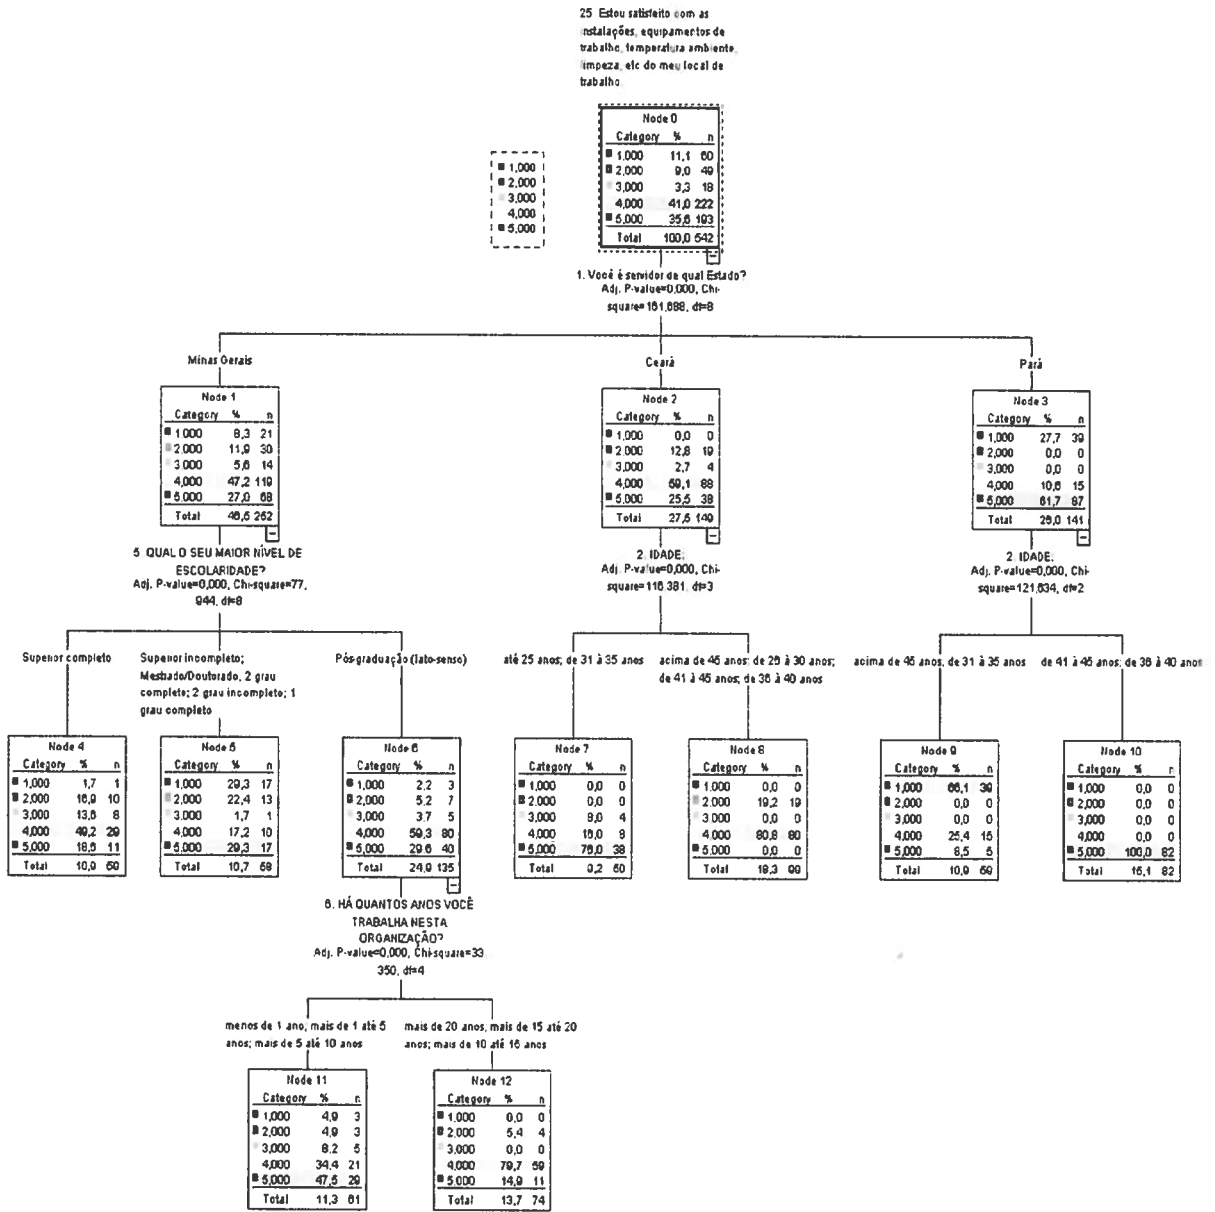 25 Estou satisfeito com as
instalações, equipamentos de
trabalho, temperatura ambiente,
limpeza, etc do meu local de
trabalho.
Node 0
Category % n
1,000 11,1 60
2,000 9,0 49
3,000 3,3 18
4,000 41,0 222
5,000 35,6 193
Total 100,0 542
1,000
2,000
3,000
4,000
5,000
1. Você é servidor de qual Estado?
Adj. P-value=0,000, Chi-
square=161,688, df=8
Minas Gerais
Node 1
Category % n
1,000 8,3 21
2,000 11,9 30
3,000 5,6 14
4,000 47,2 119
5,000 27,0 68
Total 46,5 252
5 QUAL O SEU MAIOR NÍVEL DE
ESCOLARIDADE?
Adj. P-value=0,000, Chi-square=77,
944, df=8
Ceará
Node 2
Category % n
1,000 0,0 0
2,000 12,8 19
3,000 2,7 4
4,000 59,1 88
5,000 25,5 38
Total 27,5 149
2. IDADE:
Adj. P-value=0,000, Chi-
square=116,381, df=3
Pará
Node 3
Category % n
1,000 27,7 39
2,000 0,0 0
3,000 0,0 0
4,000 10,6 15
5,000 61,7 87
Total 26,0 141
2. IDADE:
Adj. P-value=0,000, Chi-
square=121,634, df=2
Superior completo
Node 4
Category % n
1,000 1,7 1
2,000 16,9 10
3,000 13,6 8
4,000 49,2 29
5,000 18,6 11
Total 10,9 59
Superior incompleto;
Mestrado/Doutorado, 2 grau
completo; 2 grau incompleto; 1
grau completo
Node 5
Category % n
1,000 29,3 17
2,000 22,4 13
3,000 1,7 1
4,000 17,2 10
5,000 29,3 17
Total 10,7 58
Pós-graduação (lato-senso)
Node 6
Category % n
1,000 2,2 3
2,000 5,2 7
3,000 3,7 5
4,000 59,3 80
5,000 29,6 40
Total 24,9 135
6. HÁ QUANTOS ANOS VOCÊ
TRABALHA NESTA
ORGANIZAÇÃO?
Adj. P-value=0,000, Chi-square=33
350, df=4
até 25 anos; de 31 à 35 anos
Node 7
Category % n
1,000 0,0 0
2,000 0,0 0
3,000 8,0 4
4,000 16,0 8
5,000 76,0 38
Total 9,2 50
acima de 45 anos; de 26 à 30 anos;
de 41 à 45 anos; de 36 à 40 anos
Node 8
Category % n
1,000 0,0 0
2,000 19,2 19
3,000 0,0 0
4,000 80,8 80
5,000 0,0 0
Total 18,3 99
acima de 45 anos, de 31 à 35 anos
Node 9
Category % n
1,000 66,1 39
2,000 0,0 0
3,000 0,0 0
4,000 25,4 15
5,000 8,5 5
Total 10,9 59
de 41 à 45 anos; de 36 à 40 anos
Node 10
Category % n
1,000 0,0 0
2,000 0,0 0
3,000 0,0 0
4,000 0,0 0
5,000 100,0 82
Total 15,1 82
menos de 1 ano, mais de 1 até 5
anos; mais de 5 até 10 anos
Node 11
Category % n
1,000 4,9 3
2,000 4,9 3
3,000 8,2 5
4,000 34,4 21
5,000 47,5 29
Total 11,3 61
mais de 20 anos; mais de 15 até 20
anos; mais de 10 até 15 anos
Node 12
Category % n
1,000 0,0 0
2,000 5,4 4
3,000 0,0 0
4,000 79,7 59
5,000 14,9 11
Total 13,7 74